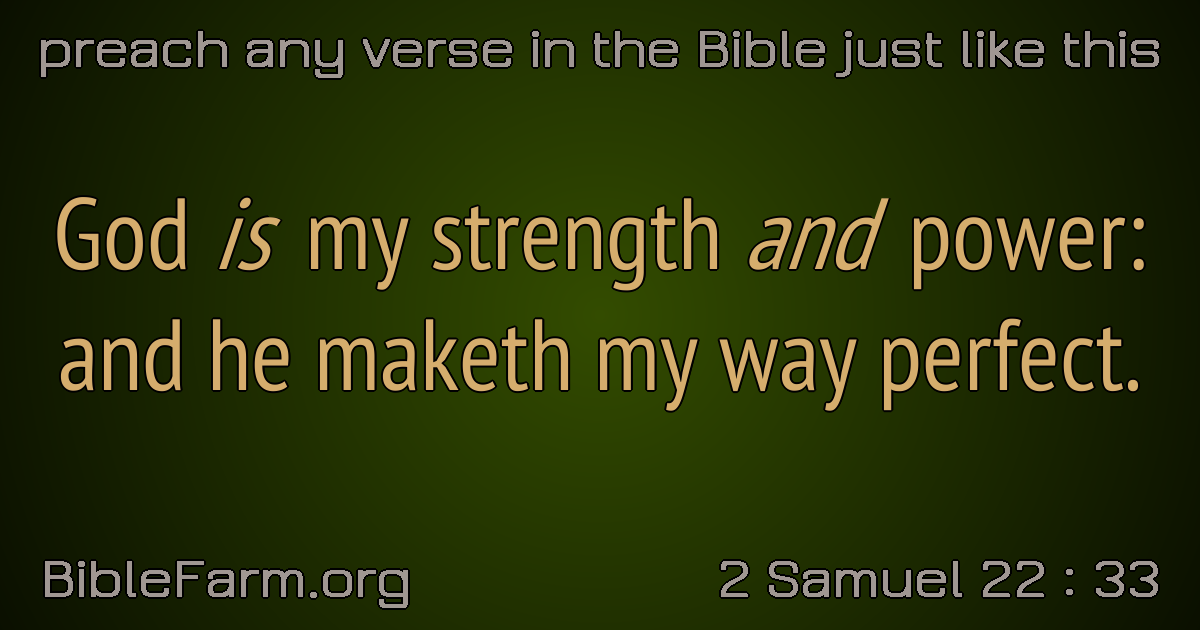 preach any verse in the Bible just like this
God is my strength and power:
and he maketh my way perfect.
BibleFarm.org
2 Samuel 22 : 33